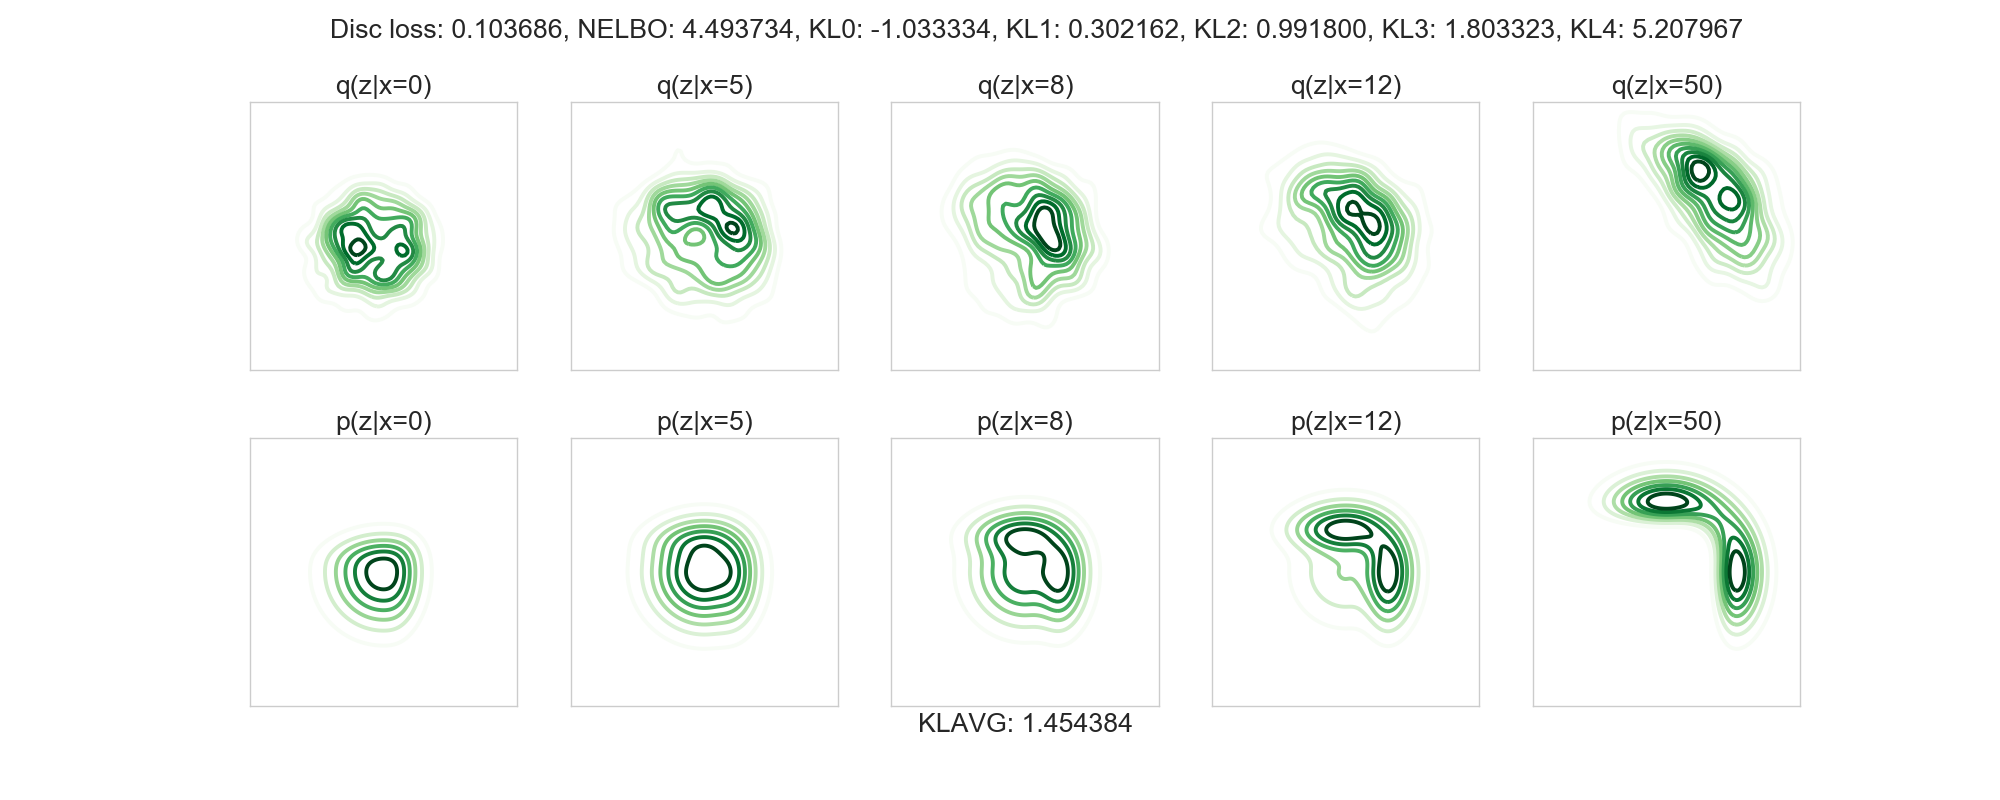 Disc loss: 0.103686, NELBO: 4.493734, KL0: -1.033334, KL1: 0.302162, KL2: 0.991800, KL3: 1.803323, KL4: 5.207967
q(z|x=0) q(z|x=5) q(z|x=8) q(z|x=12) q(z|x=50)
p(z|x=0) p(z|x=5) p(z|x=8) p(z|x=12) p(z|x=50)
KLAVG: 1.454384